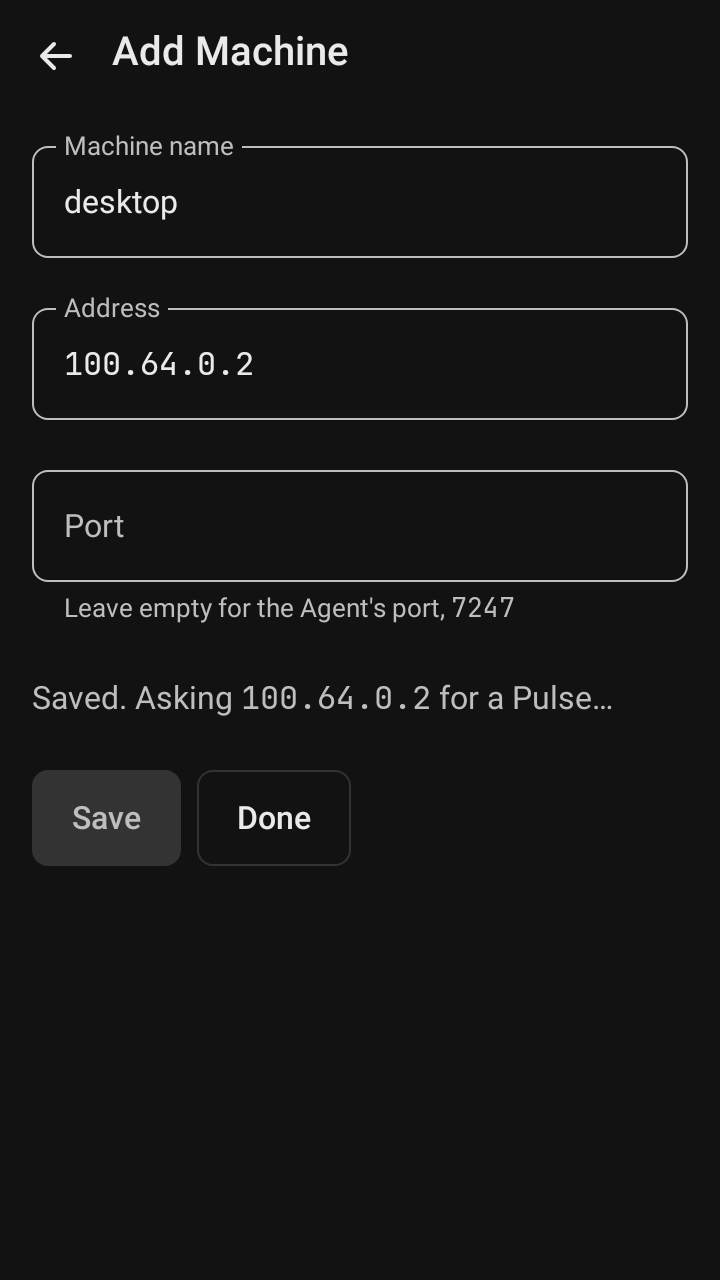 Add Machine
Machine name
desktop
Address
100.64.0.2
Port
Leave empty for the Agent's port, 7247
Saved. Asking 100.64.0.2 for a Pulse…
Save
Done